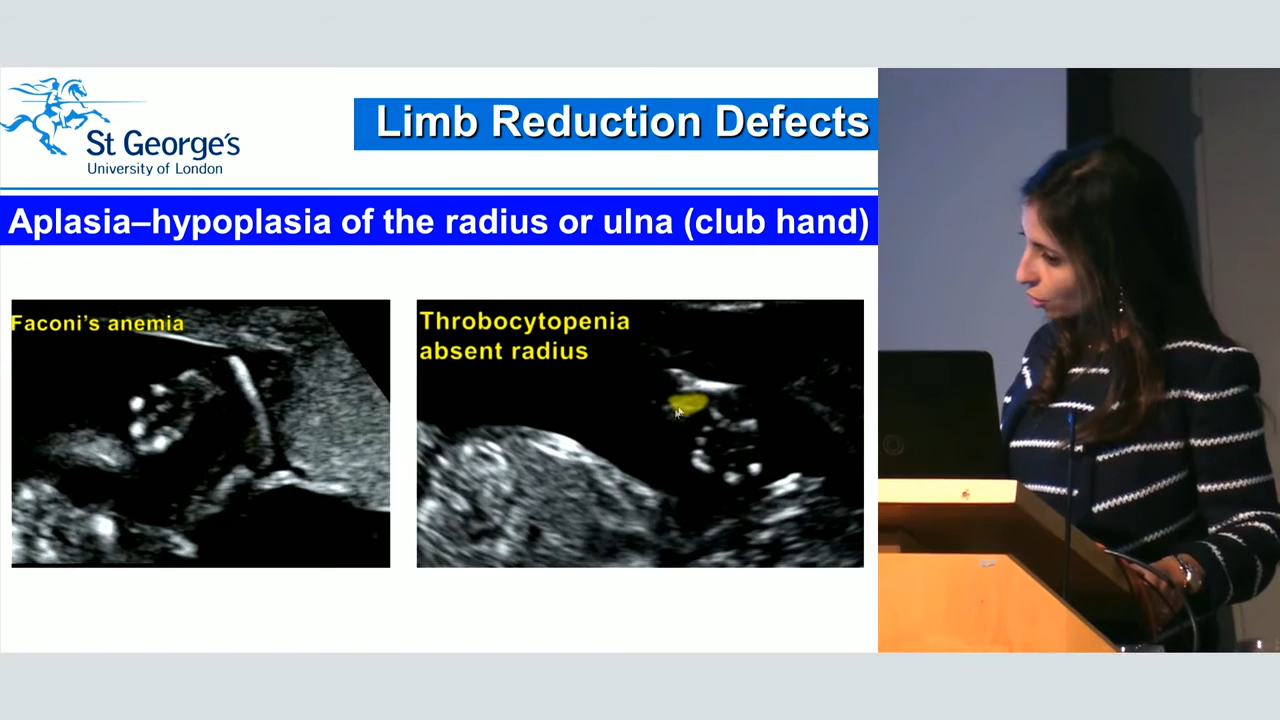 St George's
University of London
Limb Reduction Defects
Aplasia–hypoplasia of the radius or ulna (club hand)
Faconi's anemia
Throbocytopenia
absent radius